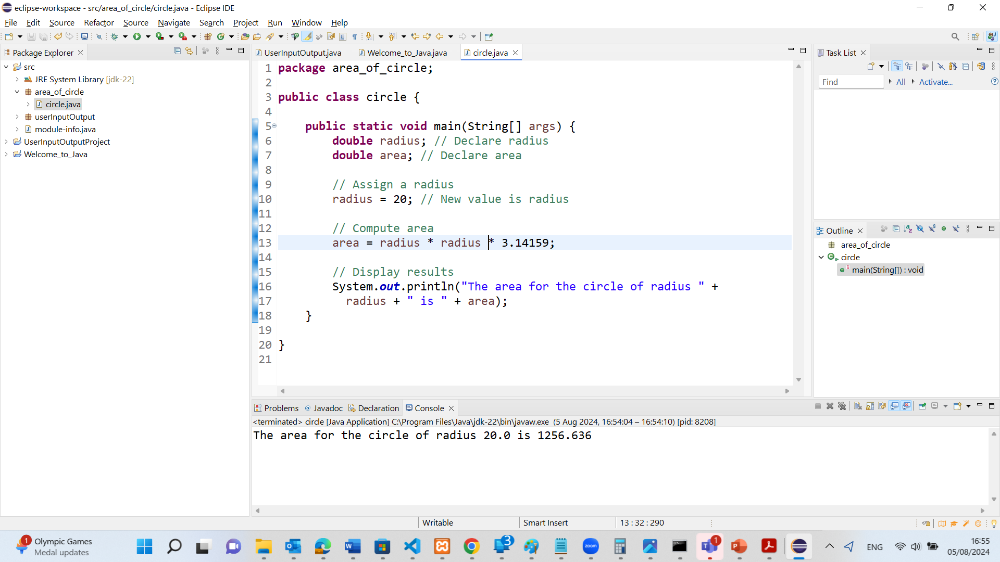 eclipse-workspace - src/area_of_circle/circle.java - Eclipse IDE
File Edit Source Refactor Source Navigate Search Project Run Window Help
Package Explorer
src
JRE System Library [jdk-22]
area_of_circle
circle.java
userInputOutput
module-info.java
UserInputOutputProject
Welcome_to_Java
UserInputOutput.java Welcome_to_Java.java circle.java
1 package area_of_circle;
2
3 public class circle {
4
5 public static void main(String[] args) {
6 double radius; // Declare radius
7 double area; // Declare area
8
9 // Assign a radius
10 radius = 20; // New value is radius
11
12 // Compute area
13 area = radius * radius * 3.14159;
14
15 // Display results
16 System.out.println("The area for the circle of radius " +
17 radius + " is " + area);
18 }
19
20 }
21
Task List
Find All Activate...
Outline
area_of_circle
circle
main(String[]) : void
Problems Javadoc Declaration Console
<terminated> circle [Java Application] C:\Program Files\Java\jdk-22\bin\javaw.exe (5 Aug 2024, 16:54:04 – 16:54:10) [pid: 8208]
The area for the circle of radius 20.0 is 1256.636
Writable Smart Insert 13 : 32 : 290
1
Olympic Games
Medal updates
3
zoom
1
ENG
16:55
05/08/2024